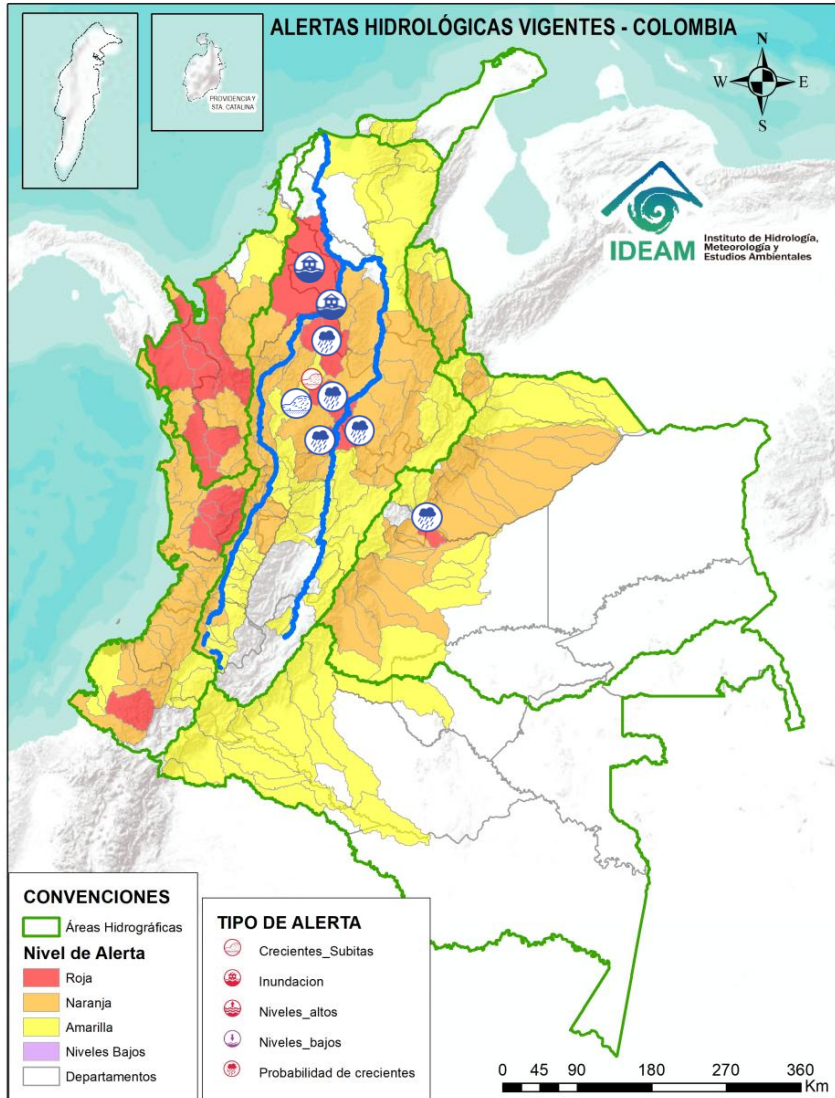 ALERTAS HIDROLÓGICAS VIGENTES - COLOMBIA
PROVIDENCIA Y
STA. CATALINA
N
W
E
S
IDEAM
Instituto de Hidrología,
Meteorología y
Estudios Ambientales
CONVENCIONES
Áreas Hidrográficas
Nivel de Alerta
Roja
Naranja
Amarilla
Niveles Bajos
Departamentos
TIPO DE ALERTA
Crecientes_Subitas
Inundacion
Niveles_altos
Niveles_bajos
Probabilidad de crecientes
0 45 90 180 270 360
Km